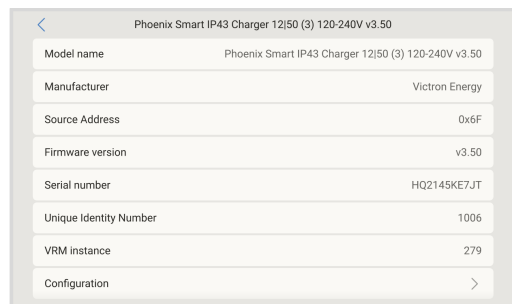 Phoenix Smart IP43 Charger 12|50 (3) 120-240V v3.50
Model name Phoenix Smart IP43 Charger 12|50 (3) 120-240V v3.50
Manufacturer Victron Energy
Source Address 0x6F
Firmware version v3.50
Serial number HQ2145KE7JT
Unique Identity Number 1006
VRM instance 279
Configuration